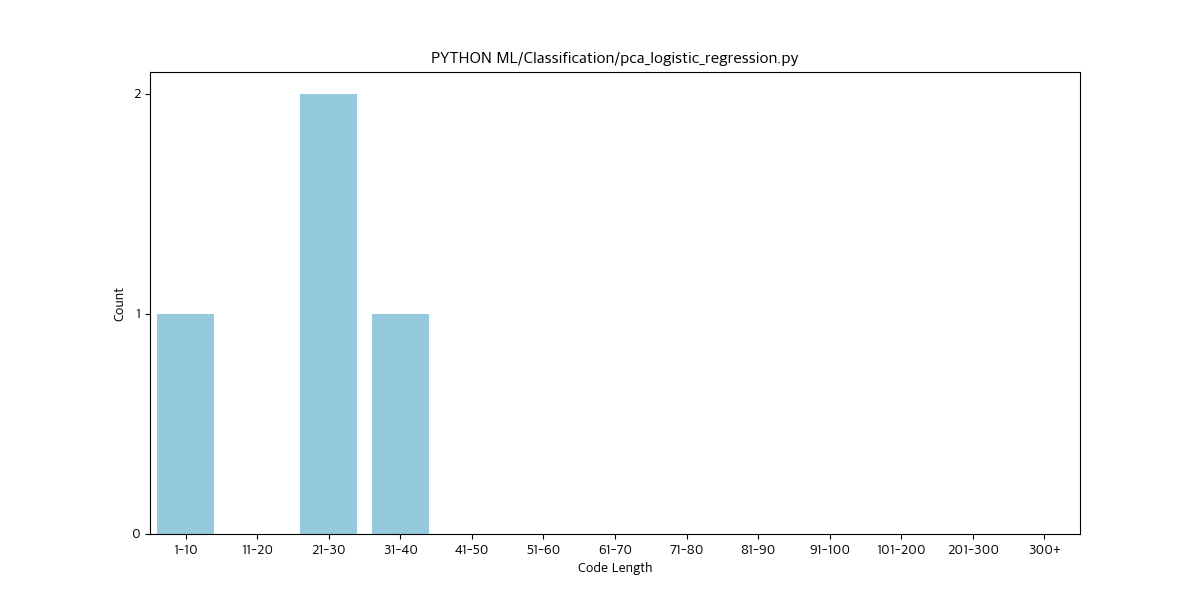 PYTHON ML/Classification/pca_logistic_regression.py
2
1
0
Count
1-10 11-20 21-30 31-40 41-50 51-60 61-70 71-80 81-90 91-100 101-200 201-300 300+
Code Length